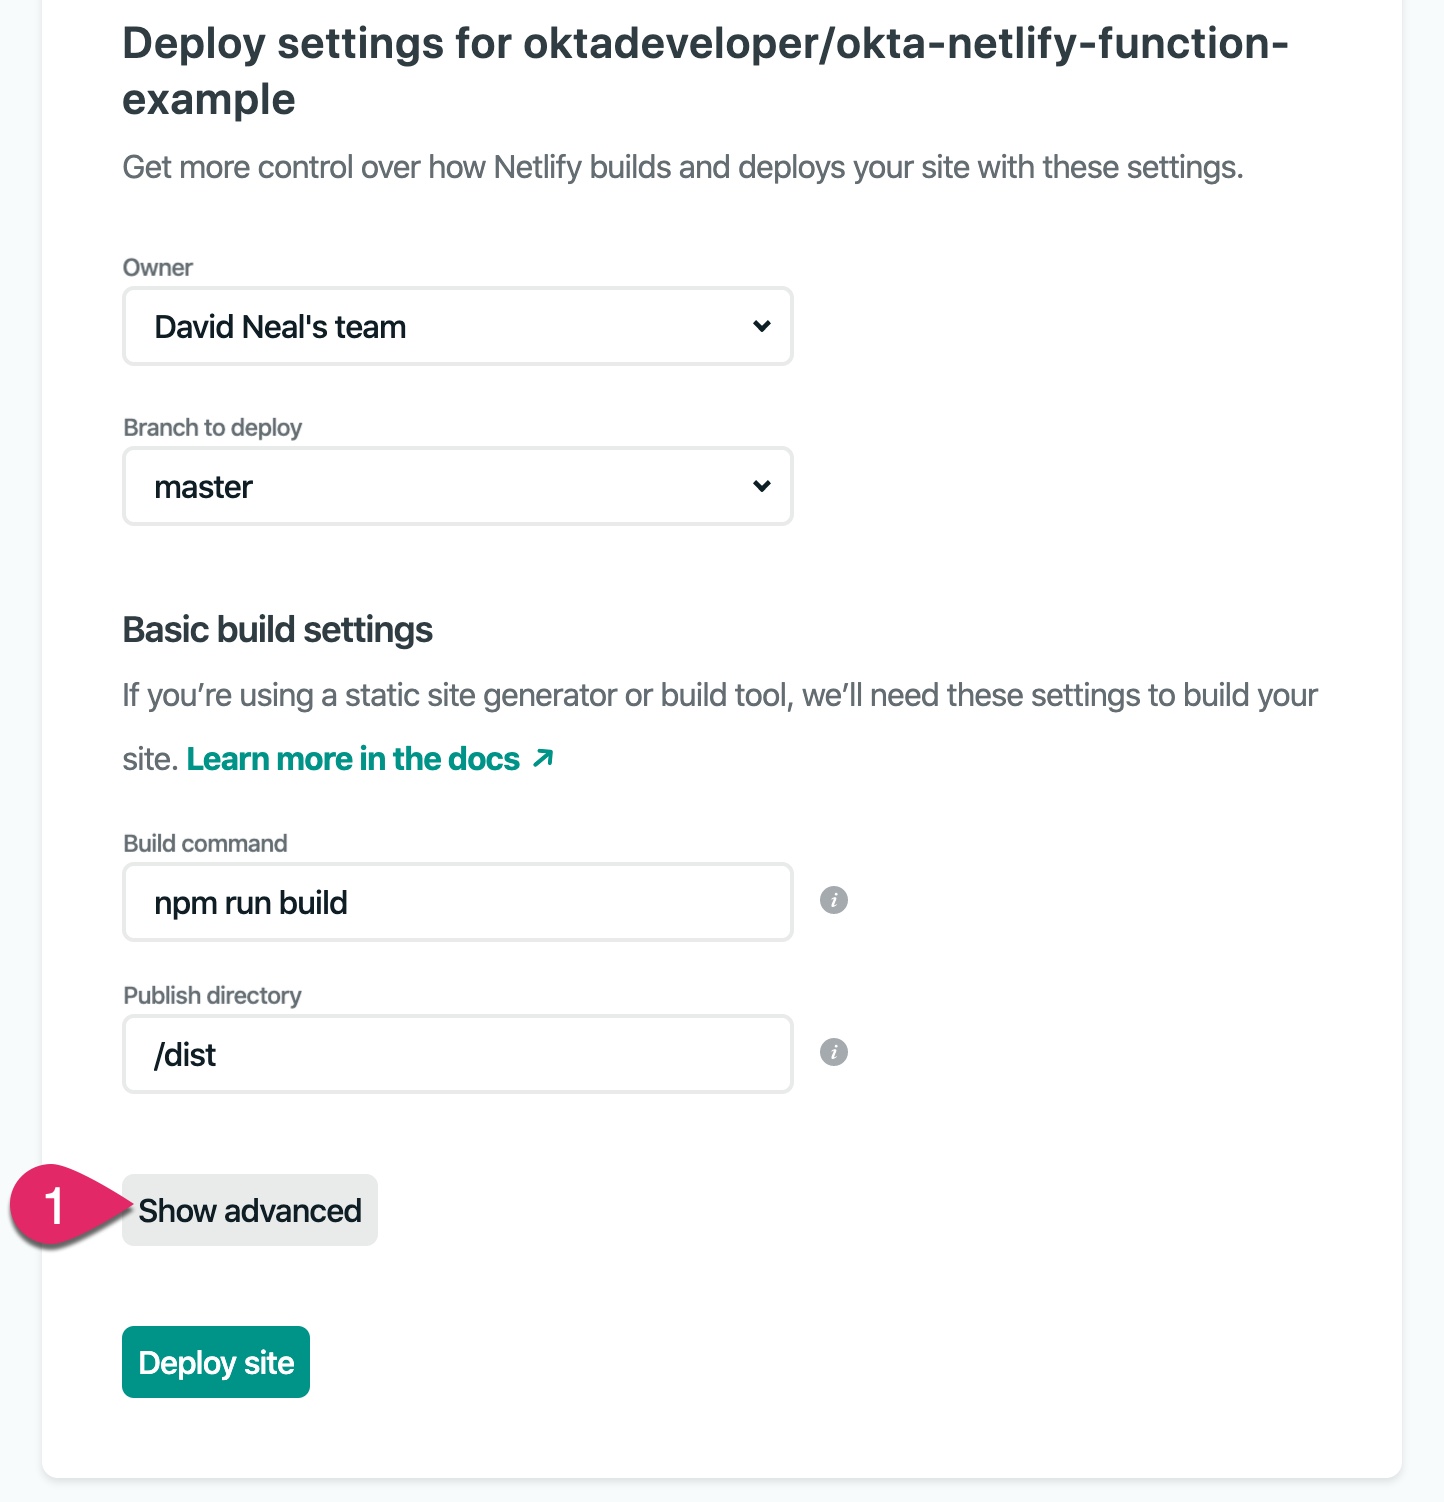 Deploy settings for oktadeveloper/okta-netlify-function-
example
Get more control over how Netlify builds and deploys your site with these settings.
Owner
David Neal's team
Branch to deploy
master
Basic build settings
If you’re using a static site generator or build tool, we’ll need these settings to build your
site. Learn more in the docs
Build command
npm run build
i
Publish directory
/dist
i
1
Show advanced
Deploy site